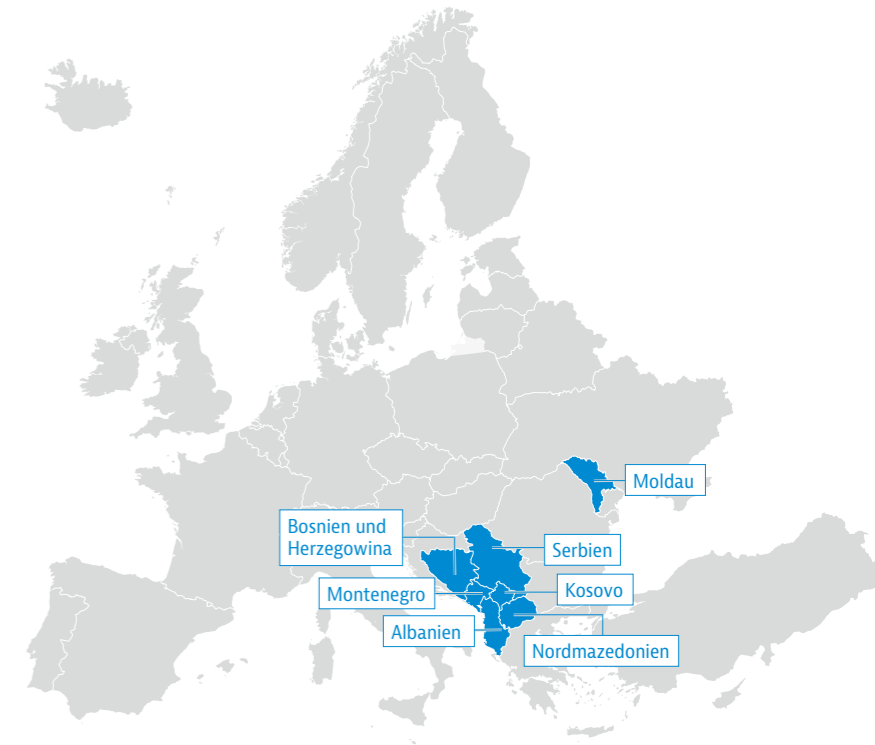 Moldau
Bosnien und
Herzegowina
Serbien
Kosovo
Montenegro
Albanien
Nordmazedonien